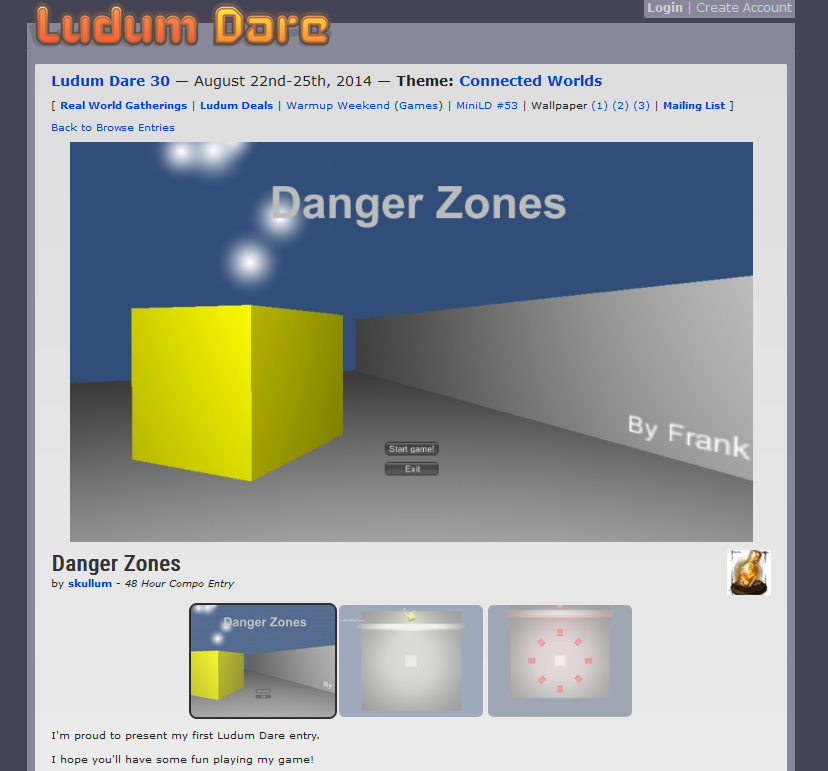 Ludum Dare
Login | Create Account
Ludum Dare 30 — August 22nd-25th, 2014 — Theme: Connected Worlds
[ Real World Gatherings | Ludum Deals | Warmup Weekend (Games) | MiniLD #53 | Wallpaper (1) (2) (3) | Mailing List ]
Back to Browse Entries
Danger Zones
By Frank
Start game!
Exit
Danger Zones
by skullum - 48 Hour Compo Entry
Danger Zones
By
I'm proud to present my first Ludum Dare entry.
I hope you'll have some fun playing my game!